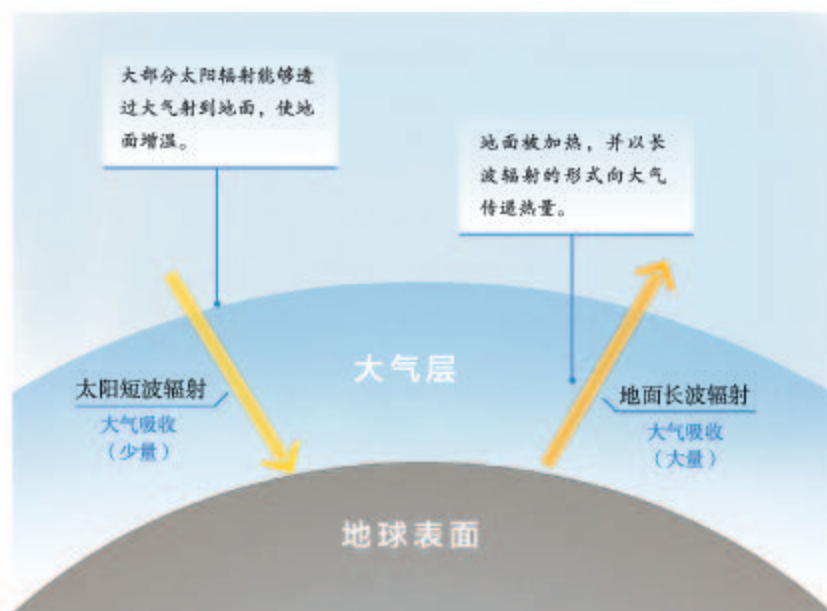 大部分太阳辐射能够透
过大气射到地面，使地
面增温。
地面被加热，并以长
波辐射的形式向大气
传递热量。
大气层
太阳短波辐射
大气吸收
（少量）
地面长波辐射
大气吸收
（大量）
地球表面